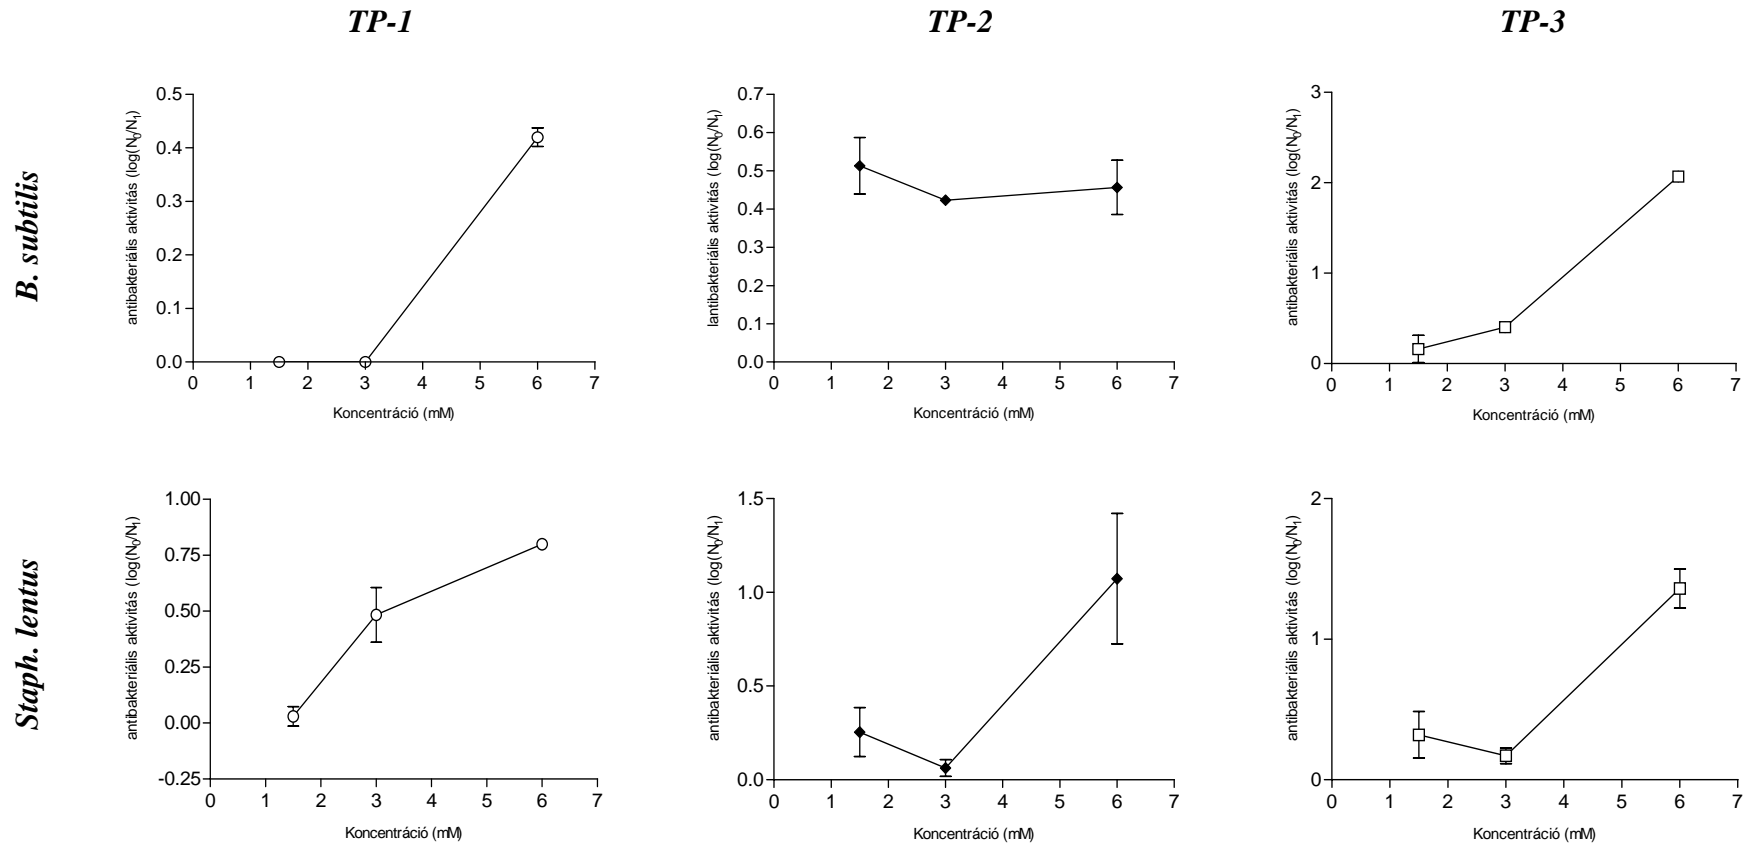 TP-1
TP-2
TP-3
B. subtilis
antibakteriális aktivitás (log(N0/N1)
0.5
0.4
0.3
0.2
0.1
0.0
0 1 2 3 4 5 6 7
Koncentráció (mM)
lantibakteriális aktivitás (log(N0/N1)
0.7
0.6
0.5
0.4
0.3
0.2
0.1
0.0
0 1 2 3 4 5 6 7
Koncentráció (mM)
antibakteriális aktivitás (log(N0/N1)
3
2
1
0
0 1 2 3 4 5 6 7
Koncentráció (mM)
Staph. lentus
antibakteriális aktivitás (log(N0/N1)
1.00
0.75
0.50
0.25
0.00
-0.25
0 1 2 3 4 5 6 7
Koncentráció (mM)
antibakteriális aktivitás (log(N0/N1)
1.5
1.0
0.5
0.0
0 1 2 3 4 5 6 7
Koncentráció (mM)
antibakteriális aktivitás (log(N0/N1)
2
1
0
0 1 2 3 4 5 6 7
Koncentráció (mM)